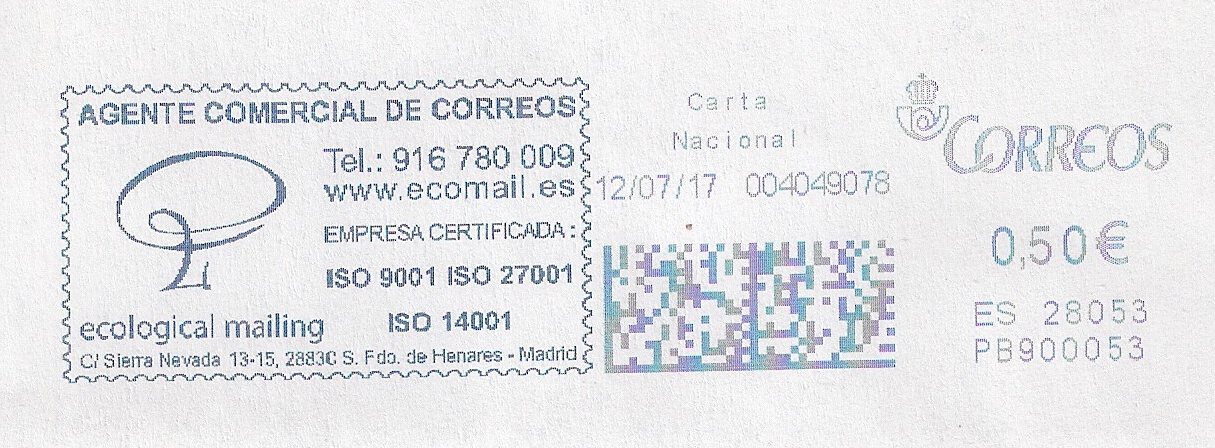 AGENTE COMERCIAL DE CORREOS
Tel.: 916 780 009
www.ecomail.es
EMPRESA CERTIFICADA:
ISO 9001 ISO 27001
ISO 14001
ecological mailing
C/ Sierra Nevada 13-15, 28830 S. Fdo. de Henares - Madrid
Carta
Nacional
12/07/17 004049078
CORREOS
0,50€
ES 28053
PB900053